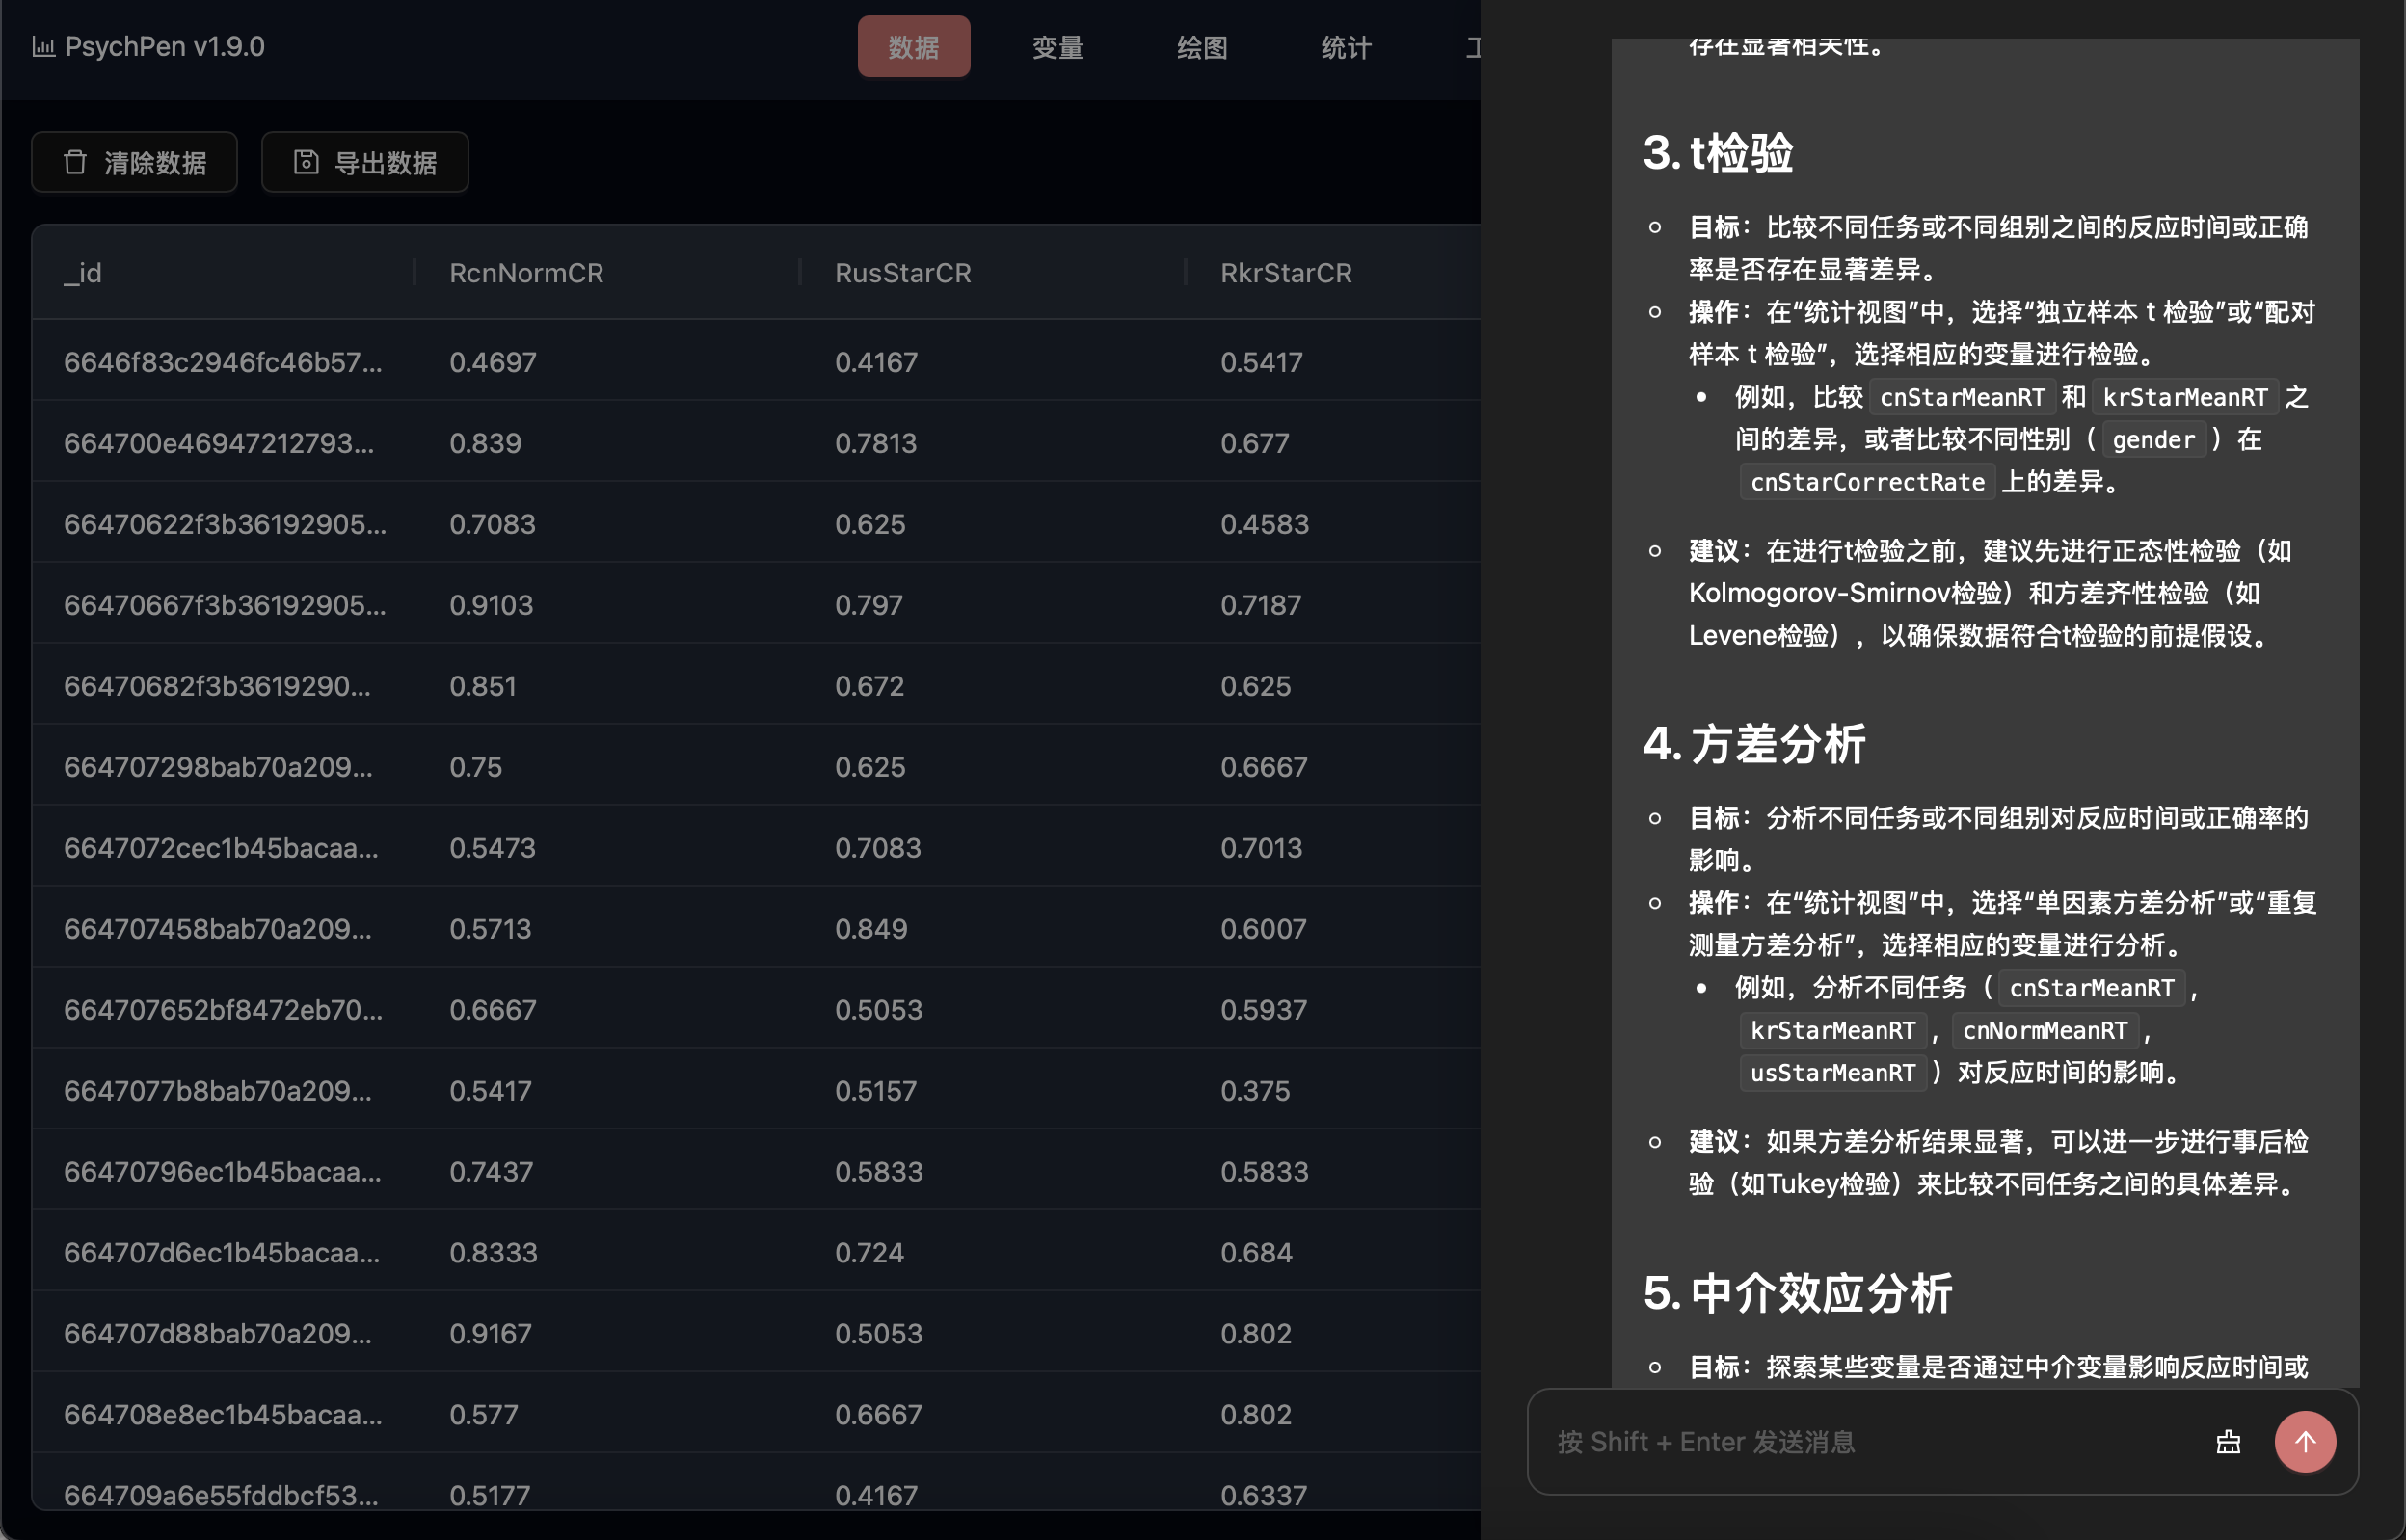 PsychPen v1.9.0
数据 变量 绘图 统计
清除数据 导出数据
_id RcnNormCR RusStarCR RkrStarCR
6646f83c2946fc46b57... 0.4697 0.4167 0.5417
664700e46947212793... 0.839 0.7813 0.677
66470622f3b36192905... 0.7083 0.625 0.4583
66470667f3b36192905... 0.9103 0.797 0.7187
66470682f3b3619290... 0.851 0.672 0.625
664707298bab70a209... 0.75 0.625 0.6667
6647072cec1b45bacaa... 0.5473 0.7083 0.7013
664707458bab70a209... 0.5713 0.849 0.6007
664707652bf8472eb70... 0.6667 0.5053 0.5937
6647077b8bab70a209... 0.5417 0.5157 0.375
66470796ec1b45bacaa... 0.7437 0.5833 0.5833
664707d6ec1b45bacaa... 0.8333 0.724 0.684
664707d88bab70a209... 0.9167 0.5053 0.802
664708e8ec1b45bacaa... 0.577 0.6667 0.802
664709a6e55fddbcf53... 0.5177 0.4167 0.6337
存在显著相关性。
3. t检验
目标：比较不同任务或不同组别之间的反应时间或正确
率是否存在显著差异。
操作：在“统计视图”中，选择“独立样本 t 检验”或“配对
样本 t 检验”，选择相应的变量进行检验。
例如，比较 cnStarMeanRT 和 krStarMeanRT 之
间的差异，或者比较不同性别（ gender ）在
cnStarCorrectRate 上的差异。
建议：在进行t检验之前，建议先进行正态性检验（如
Kolmogorov-Smirnov检验）和方差齐性检验（如
Levene检验），以确保数据符合t检验的前提假设。
4. 方差分析
目标：分析不同任务或不同组别对反应时间或正确率的
影响。
操作：在“统计视图”中，选择“单因素方差分析”或“重复
测量方差分析”，选择相应的变量进行分析。
例如，分析不同任务（ cnStarMeanRT ,
krStarMeanRT , cnNormMeanRT ,
usStarMeanRT ）对反应时间的影响。
建议：如果方差分析结果显著，可以进一步进行事后检
验（如Tukey检验）来比较不同任务之间的具体差异。
5. 中介效应分析
目标：探索某些变量是否通过中介变量影响反应时间或
按 Shift + Enter 发送消息